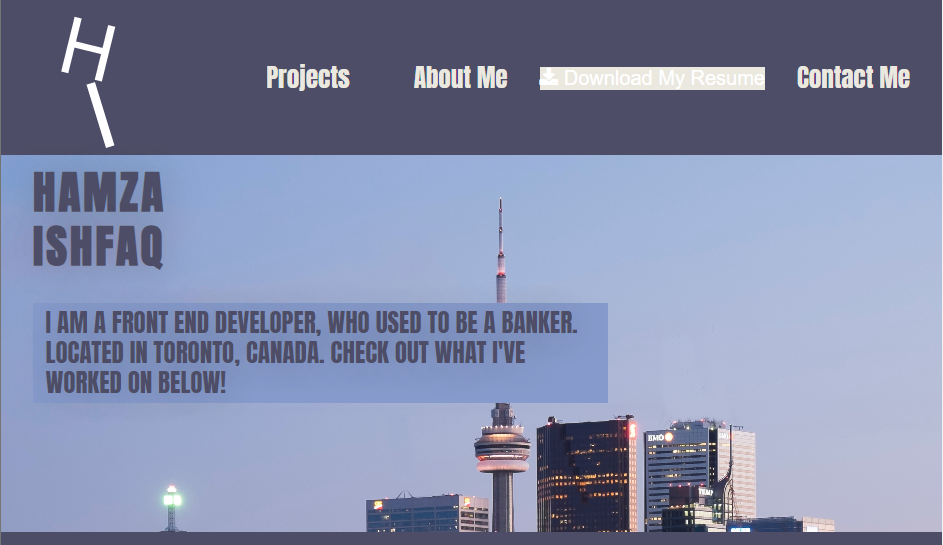 H
I
Projects About Me Download My Resume Contact Me
HAMZA
ISHFAQ
I AM A FRONT END DEVELOPER, WHO USED TO BE A BANKER.
LOCATED IN TORONTO, CANADA. CHECK OUT WHAT I'VE
WORKED ON BELOW!
BMO